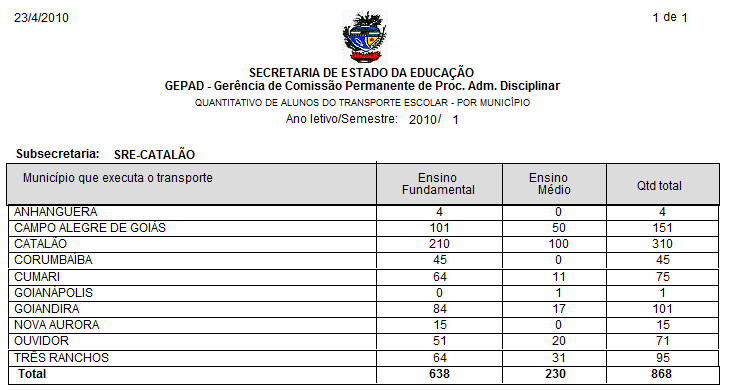 23/4/2010 1 de 1
SECRETARIA DE ESTADO DA EDUCAÇÃO
GEPAD - Gerência de Comissão Permanente de Proc. Adm. Disciplinar
QUANTITATIVO DE ALUNOS DO TRANSPORTE ESCOLAR - POR MUNICÍPIO
Ano letivo/Semestre: 2010/ 1
Subsecretaria: SRE-CATALÃO
Município que executa o transporte Ensino Fundamental Ensino Médio Qtd total
ANHANGUERA 4 0 4
CAMPO ALEGRE DE GOIÁS 101 50 151
CATALÃO 210 100 310
CORUMBAÍBA 45 0 45
CUMARI 64 11 75
GOIANÁPOLIS 0 1 1
GOIANDIRA 84 17 101
NOVA AURORA 15 0 15
OUVIDOR 51 20 71
TRÊS RANCHOS 64 31 95
Total 638 230 868